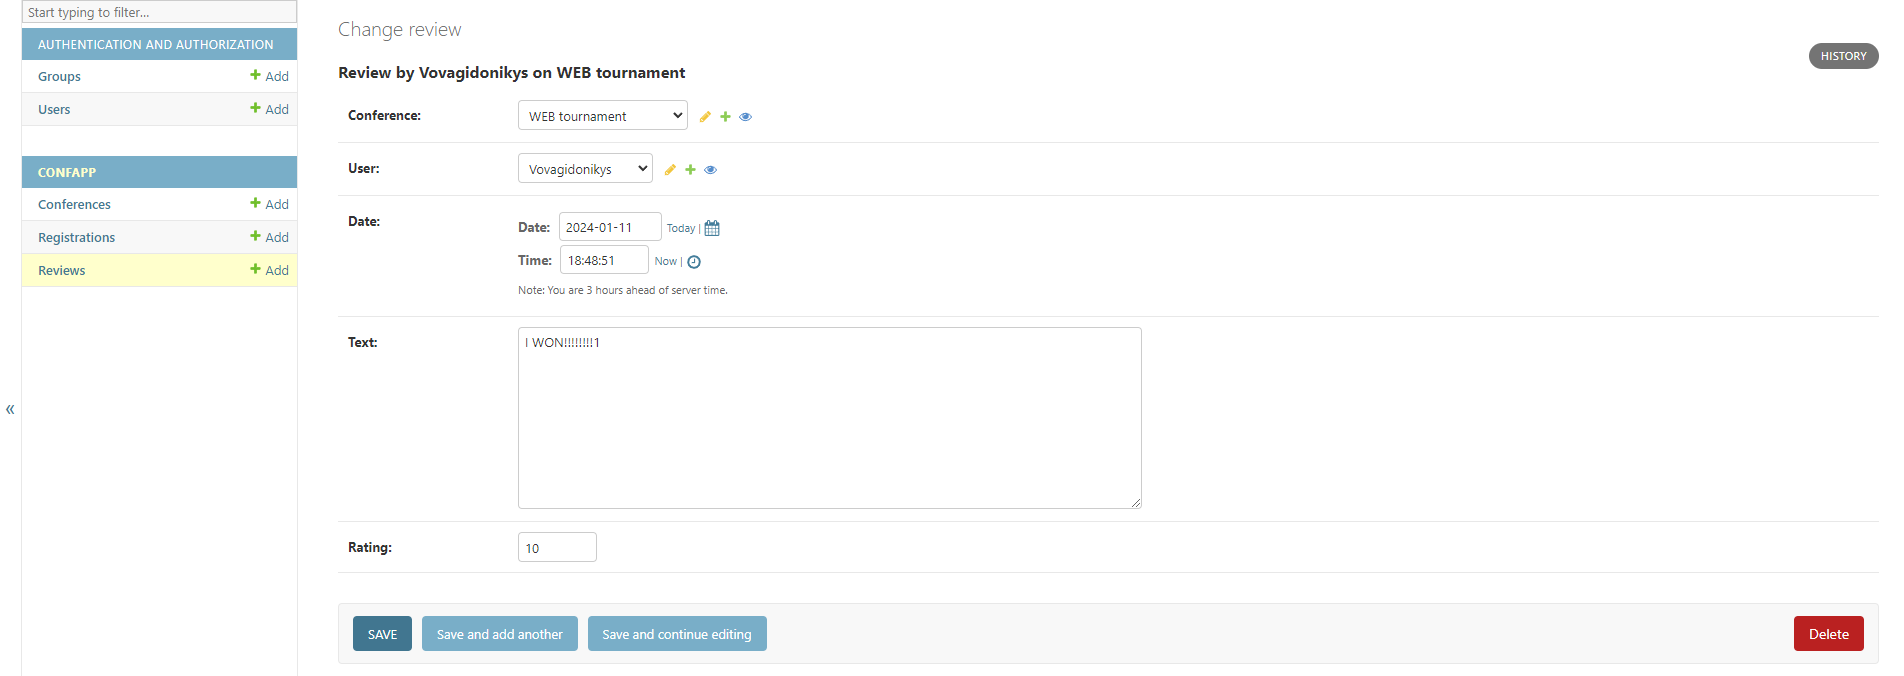 Start typing to filter...
AUTHENTICATION AND AUTHORIZATION
Groups + Add
Users + Add
CONFAPP
Conferences + Add
Registrations + Add
Reviews + Add
«
Change review
HISTORY
Review by Vovagidonikys on WEB tournament
Conference: WEB tournament
User: Vovagidonikys
Date: Date: 2024-01-11 Today |
Time: 18:48:51 Now |
Note: You are 3 hours ahead of server time.
Text: I WON!!!!!!!!1
Rating: 10
SAVE Save and add another Save and continue editing Delete